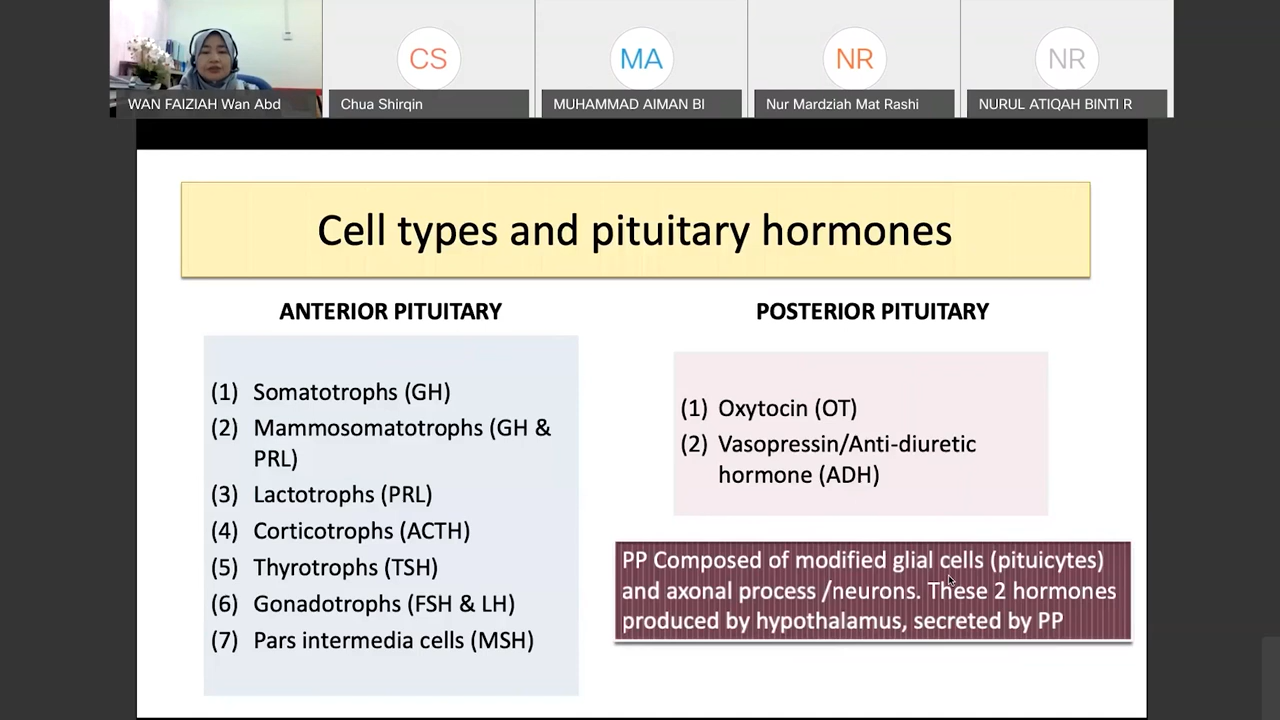 CS
MA
NR
NR
WAN FAIZIAH Wan Abd
Chua Shirqin
MUHAMMAD AIMAN BI
Nur Mardziah Mat Rashi
NURUL ATIQAH BINTI R
Cell types and pituitary hormones
ANTERIOR PITUITARY
(1) Somatotrophs (GH)
(2) Mammosomatotrophs (GH &
PRL)
(3) Lactotrophs (PRL)
(4) Corticotrophs (ACTH)
(5) Thyrotrophs (TSH)
(6) Gonadotrophs (FSH & LH)
(7) Pars intermedia cells (MSH)
POSTERIOR PITUITARY
(1) Oxytocin (OT)
(2) Vasopressin/Anti-diuretic
hormone (ADH)
PP Composed of modified glial cells (pituicytes)
and axonal process /neurons. These 2 hormones
produced by hypothalamus, secreted by PP